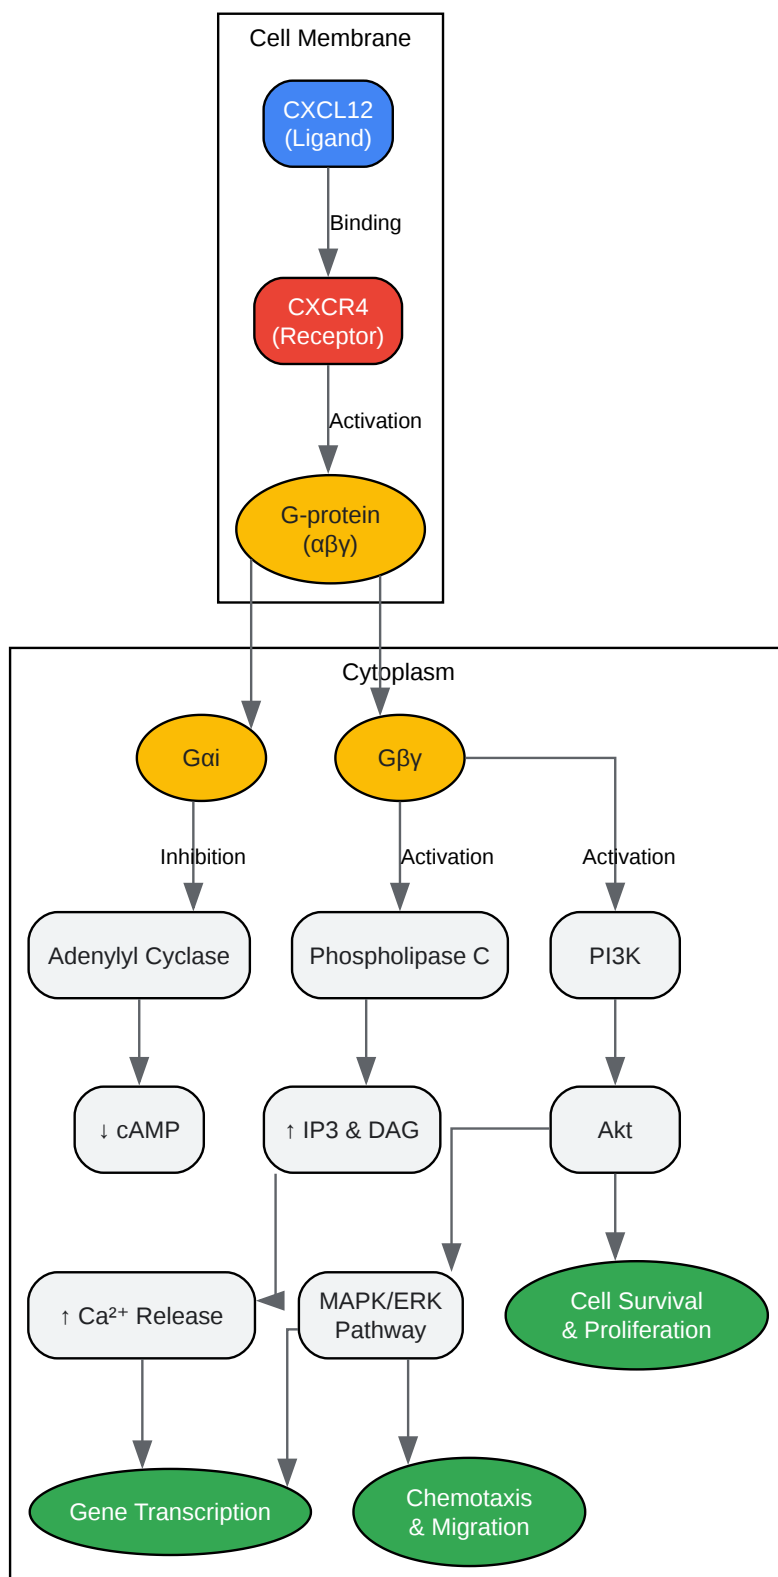 Cell Membrane
CXCL12
(Ligand)
Binding
CXCR4
(Receptor)
Activation
G-protein
(αβγ)
Cytoplasm
Gαi
Gβγ
Inhibition
Activation
Activation
Adenylyl Cyclase
Phospholipase C
PI3K
↓ cAMP
↑ IP3 & DAG
Akt
↑ Ca²⁺ Release
MAPK/ERK
Pathway
Cell Survival
& Proliferation
Gene Transcription
Chemotaxis
& Migration